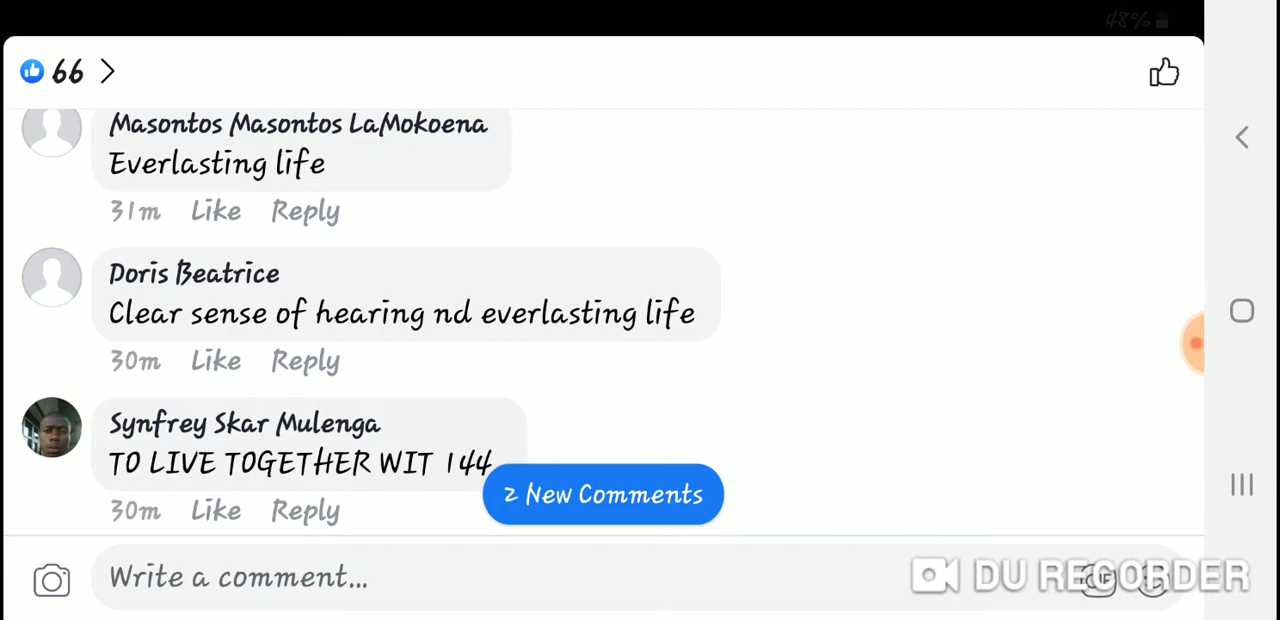 48%
66
Masontos Masontos LaMokoena
Everlasting life
31m Like Reply
Doris Beatrice
Clear sense of hearing nd everlasting life
30m Like Reply
Synfrey Skar Mulenga
TO LIVE TOGETHER WIT 144
2 New Comments
30m Like Reply
Write a comment...
GIF
DU RECORDER